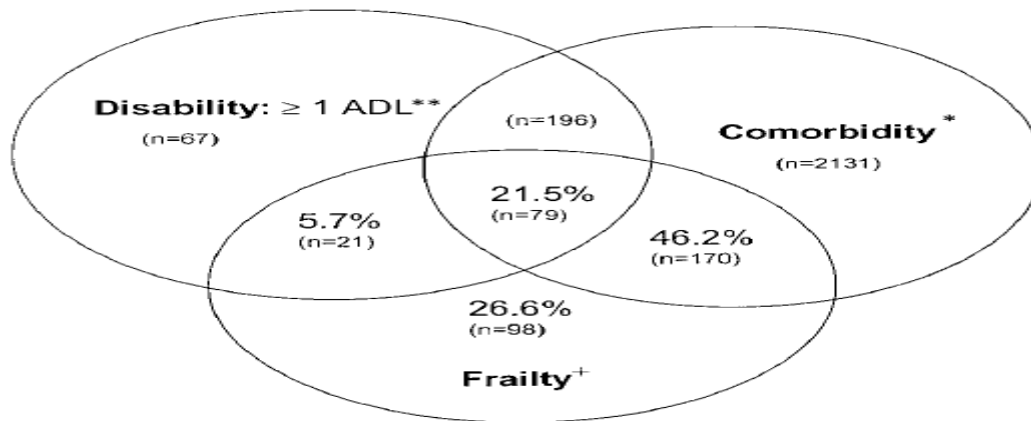 Disability: ≥ 1 ADL**
(n=67)
(n=196)
Comorbidity *
(n=2131)
5.7%
(n=21)
21.5%
(n=79)
46.2%
(n=170)
26.6%
(n=98)
Frailty+